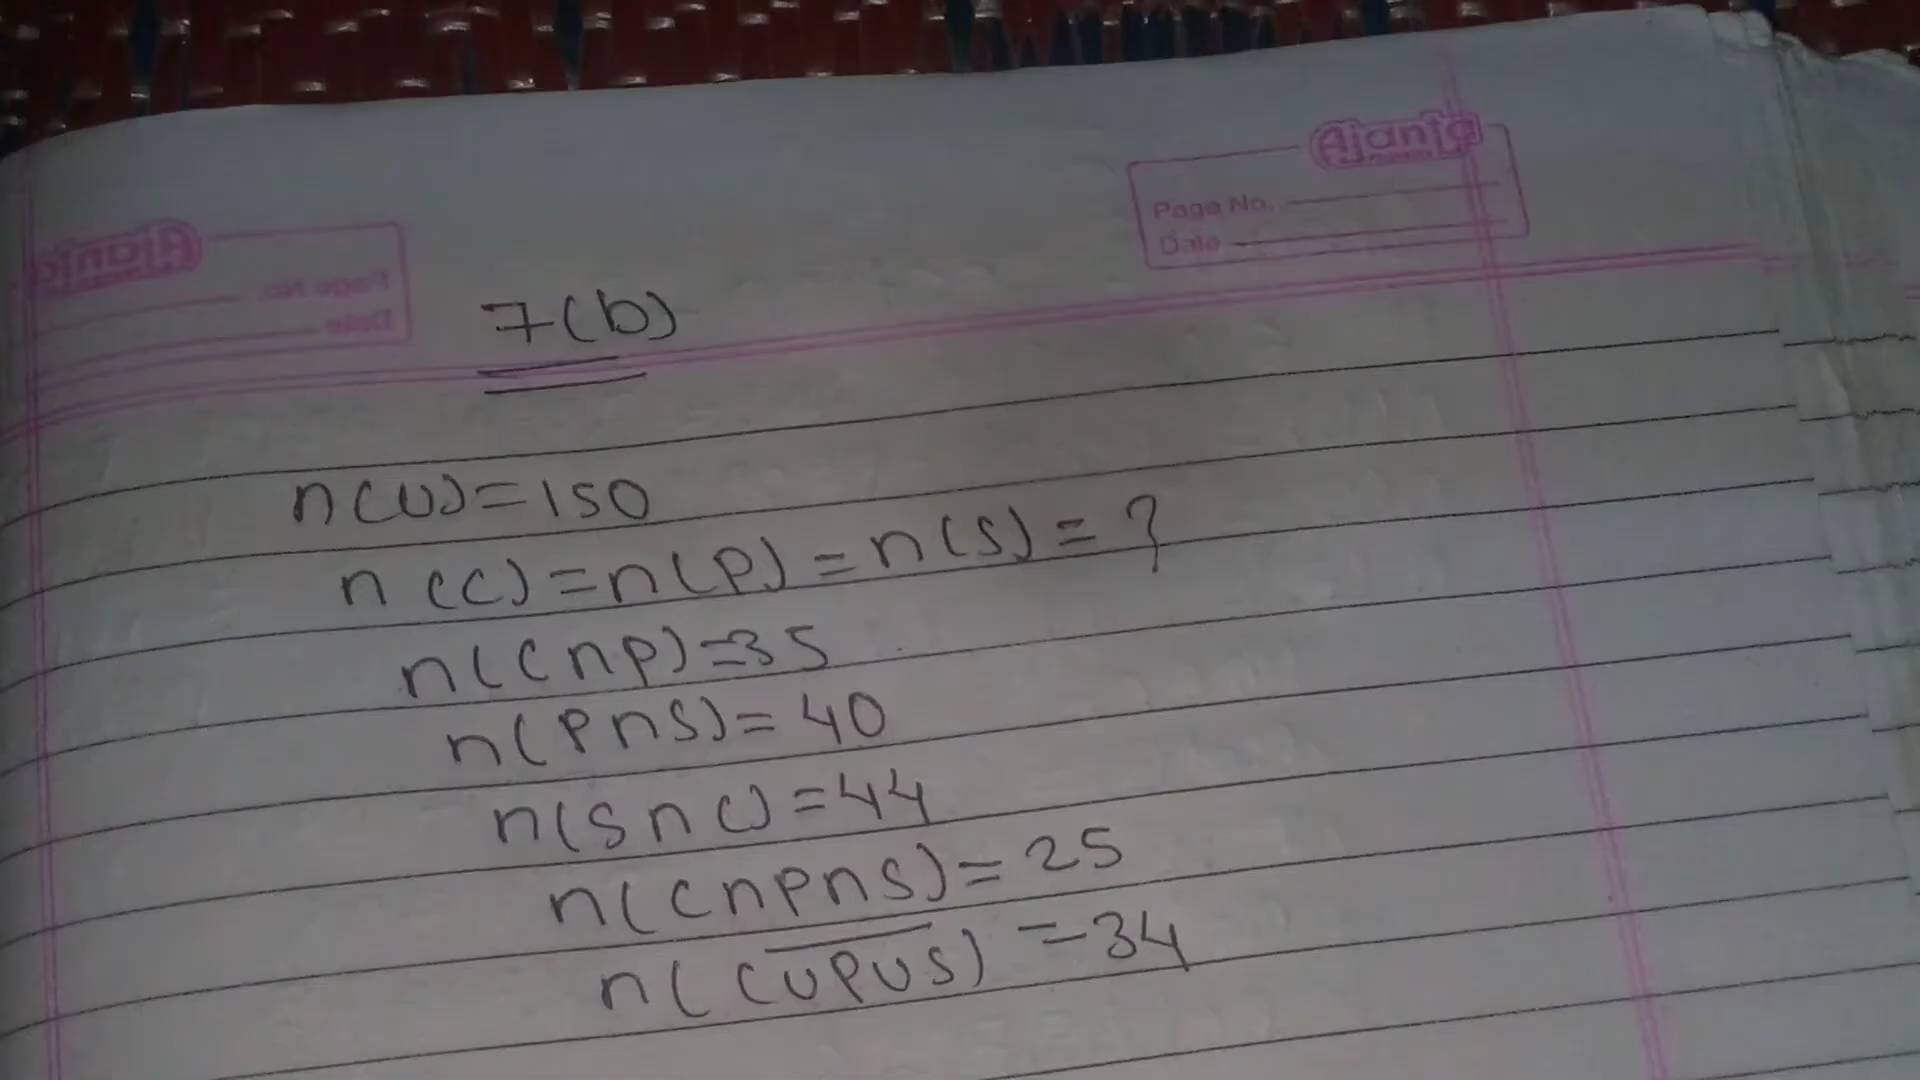 Ajanta
Page No.
Date
7(b)
n(U)=150
n(C)=n(P)=n(S)=?
n(C∩P)=35
n(P∩S)=40
n(S∩C)=44
n(C∩P∩S)=25
n(C̅U̅P̅U̅S̅)=34